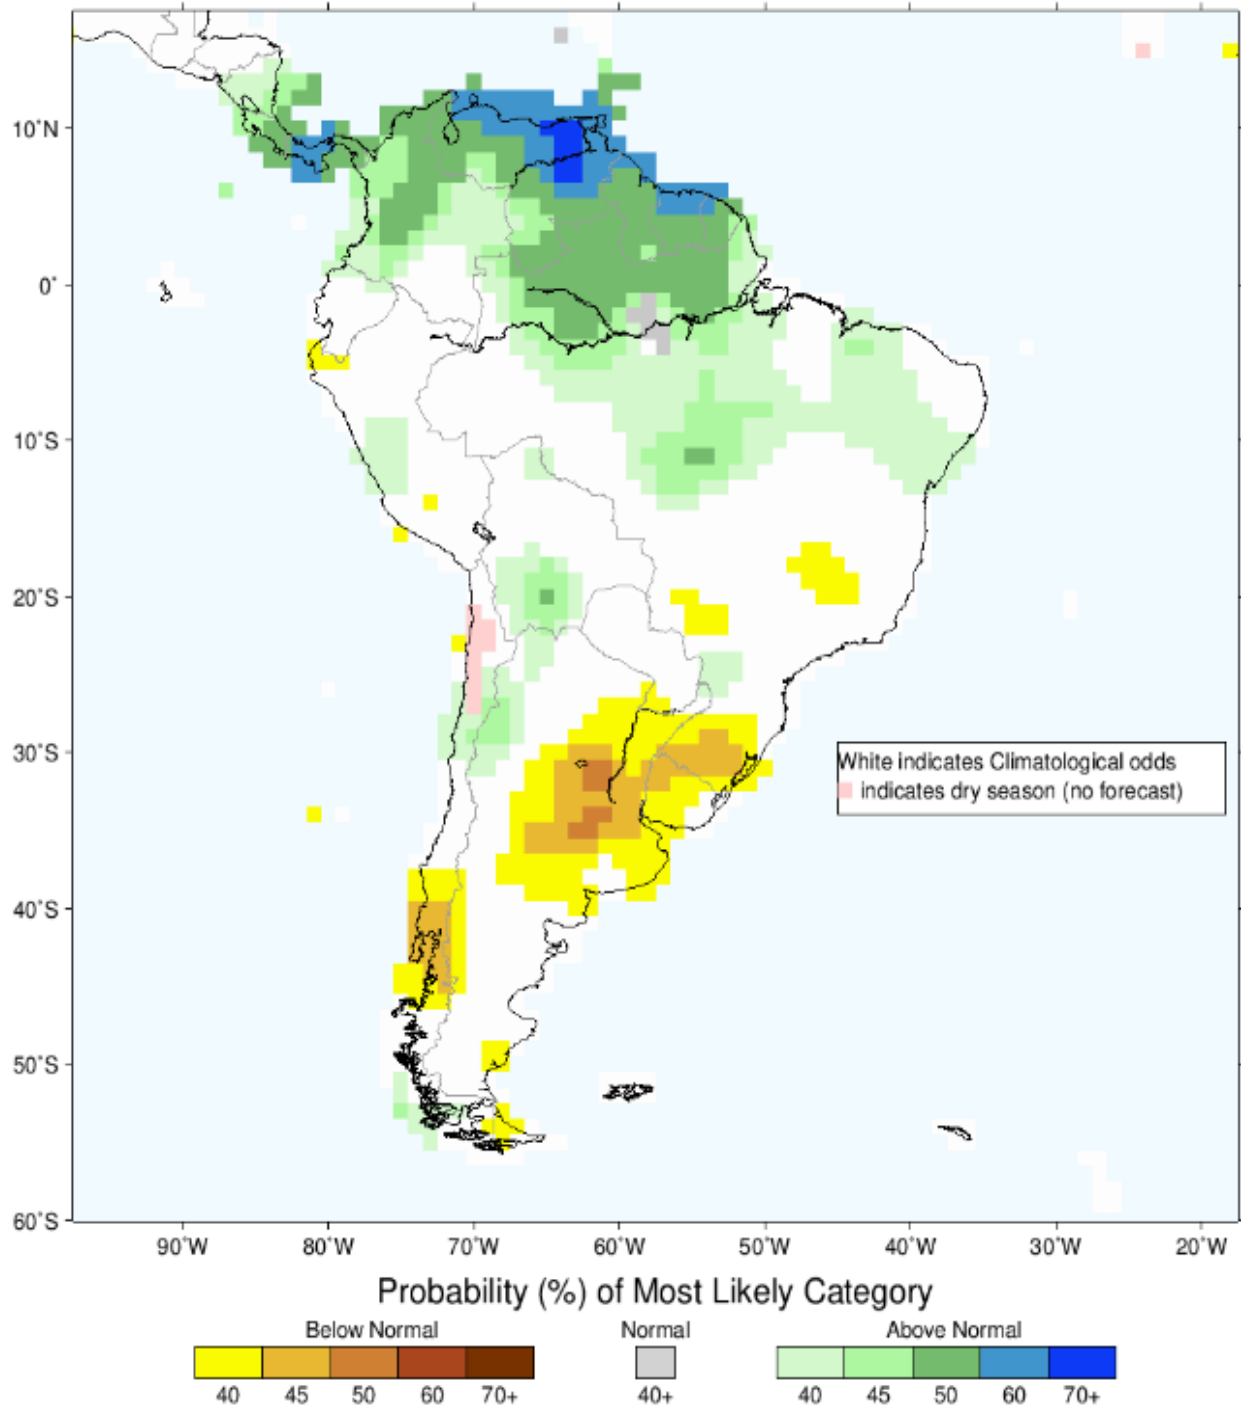 10°N
0°
10°S
20°S
30°S
40°S
50°S
60°S
White indicates Climatological odds
indicates dry season (no forecast)
90°W 80°W 70°W 60°W 50°W 40°W 30°W 20°W
Probability (%) of Most Likely Category
Below Normal Normal Above Normal
40 45 50 60 70+ 40+ 40 45 50 60 70+